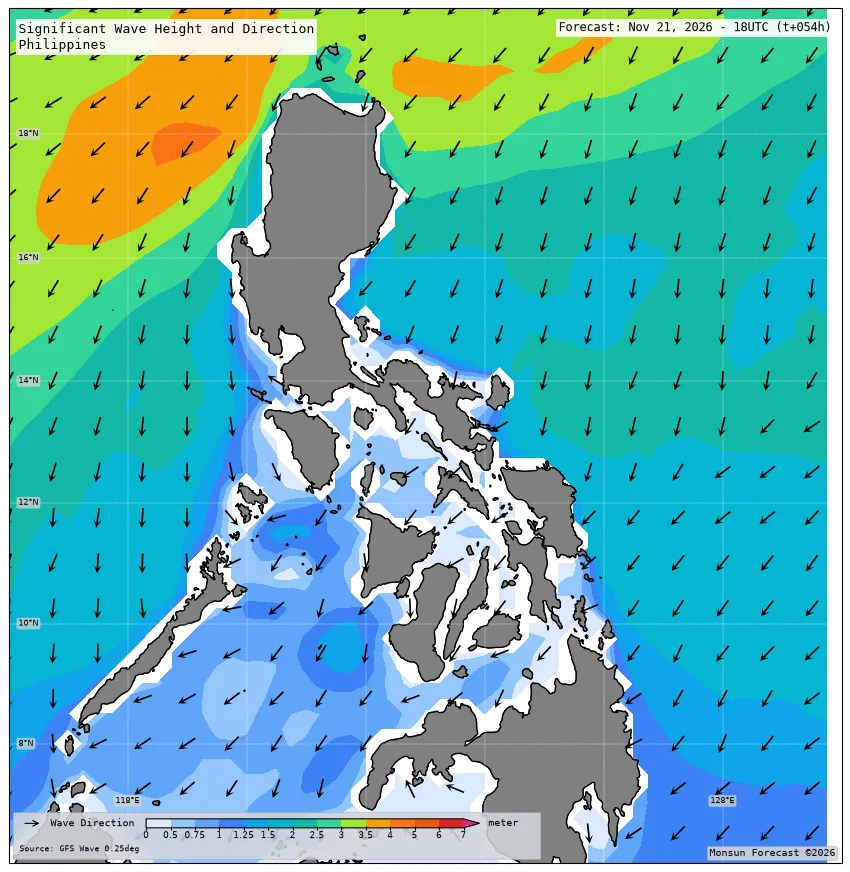 Significant Wave Height and Direction
Philippines
Forecast: Nov 21, 2026 - 18UTC (t+054h)
18°N
16°N
14°N
12°N
10°N
8°N
118°E
128°E
Wave Direction
0 0.5 0.75 1 1.25 1.5 2 2.5 3 3.5 4 5 6 7
meter
Source: GFS Wave 0.25deg
Monsun Forecast ©2026